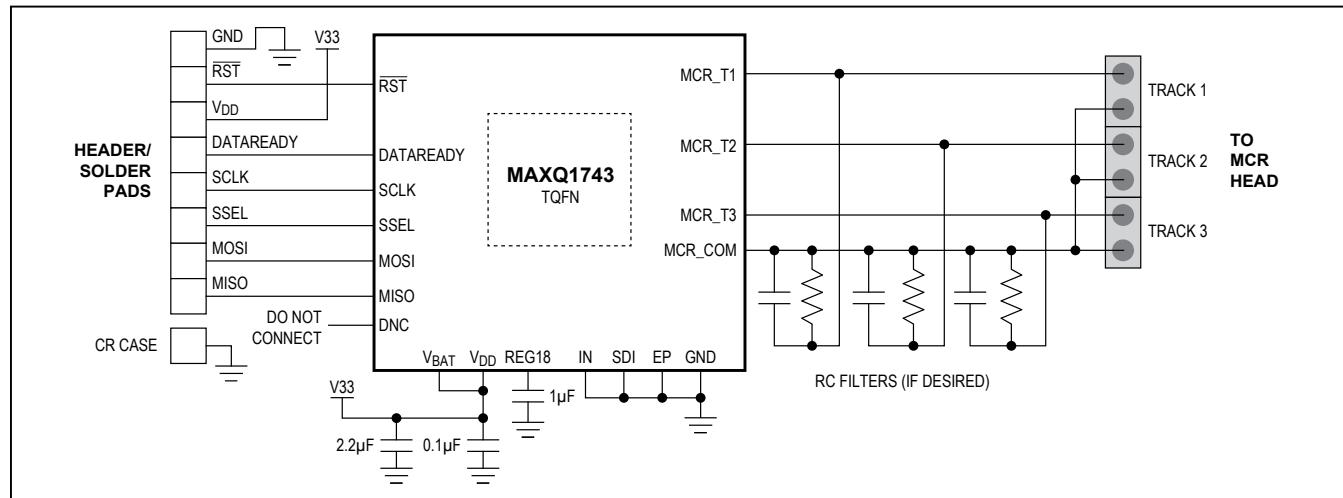 GND
V33
RST
RST
VDD
DATAREADY
DATAREADY
HEADER/
SOLDER
PADS
SCLK
SCLK
SSEL
SSEL
MOSI
MOSI
MISO
MISO
DO NOT
CONNECT
DNC
CR CASE
MAXQ1743
TQFN
MCR_T1
MCR_T2
MCR_T3
MCR_COM
TRACK 1
TRACK 2
TRACK 3
TO
MCR
HEAD
VBAT
VDD
REG18
IN
SDI
EP
GND
RC FILTERS (IF DESIRED)
V33
1µF
2.2µF
0.1µF